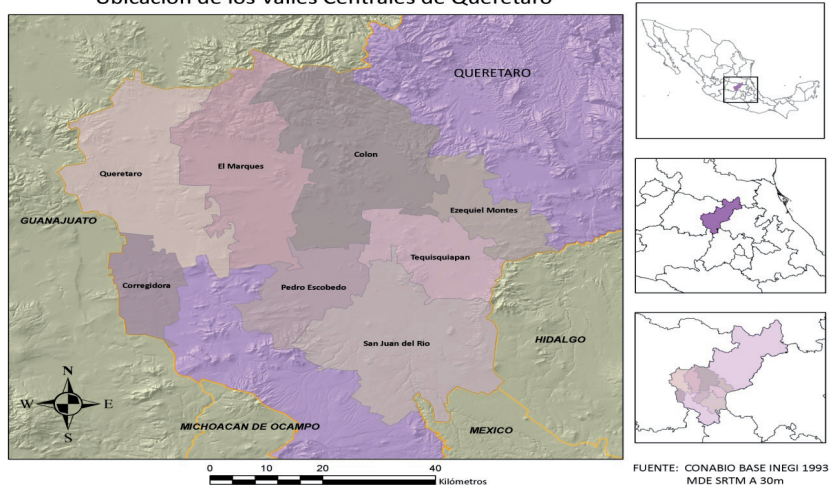 Ubicación de los Valles Centrales de Querétaro
QUERETARO
Queretaro
El Marques
Colon
Ezequiel Montes
GUANAJUATO
Tequisquiapan
Corregidora
Pedro Escobedo
San Juan del Rio
HIDALGO
N
W
E
S
MICHOACAN DE OCAMPO
MEXICO
0 10 20 40
Kilómetros
FUENTE: CONABIO BASE INEGI 1993
MDE SRTM A 30m